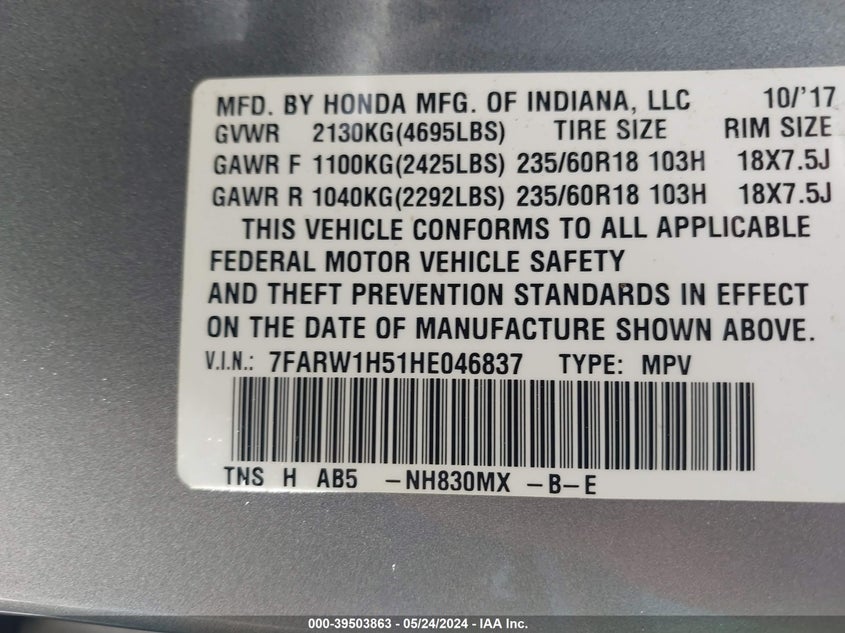 MFD. BY HONDA MFG. OF INDIANA, LLC 10/'17
GVWR 2130KG(4695LBS) TIRE SIZE RIM SIZE
GAWR F 1100KG(2425LBS) 235/60R18 103H 18X7.5J
GAWR R 1040KG(2292LBS) 235/60R18 103H 18X7.5J
THIS VEHICLE CONFORMS TO ALL APPLICABLE
FEDERAL MOTOR VEHICLE SAFETY
AND THEFT PREVENTION STANDARDS IN EFFECT
ON THE DATE OF MANUFACTURE SHOWN ABOVE.
V.I.N.: 7FARW1H51HE046837 TYPE: MPV
TNS H AB5 -NH830MX -B-E
000-39503863 - 05/24/2024 - IAA Inc.